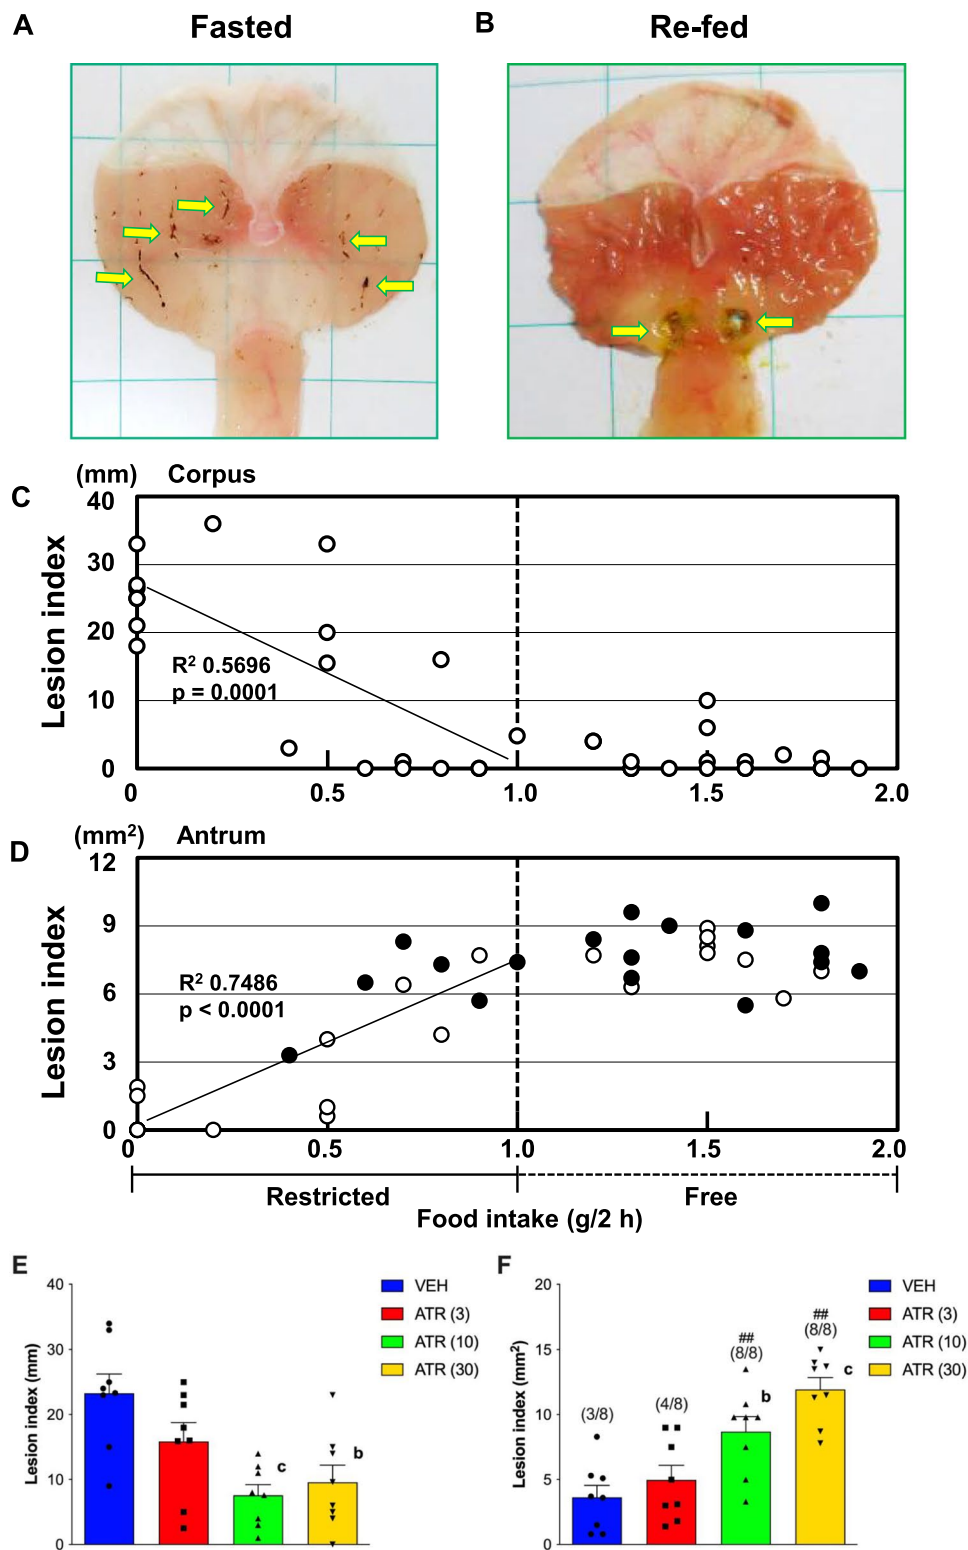 A Fasted
B Re-fed
C
(mm) Corpus
Lesion index
40
30
20
10
0
R² 0.5696
p = 0.0001
0.5 1.0 1.5 2.0
D
(mm²) Antrum
Lesion index
12
9
6
3
0
R² 0.7486
p < 0.0001
0 0.5 1.0 1.5 2.0
Restricted Free
Food intake (g/2 h)
E
Lesion index (mm)
40
30
20
10
0
c
b
VEH
ATR (3)
ATR (10)
ATR (30)
F
Lesion index (mm²)
20
15
10
5
0
(3/8)
(4/8)
##
(8/8)
b
##
(8/8)
c
VEH
ATR (3)
ATR (10)
ATR (30)